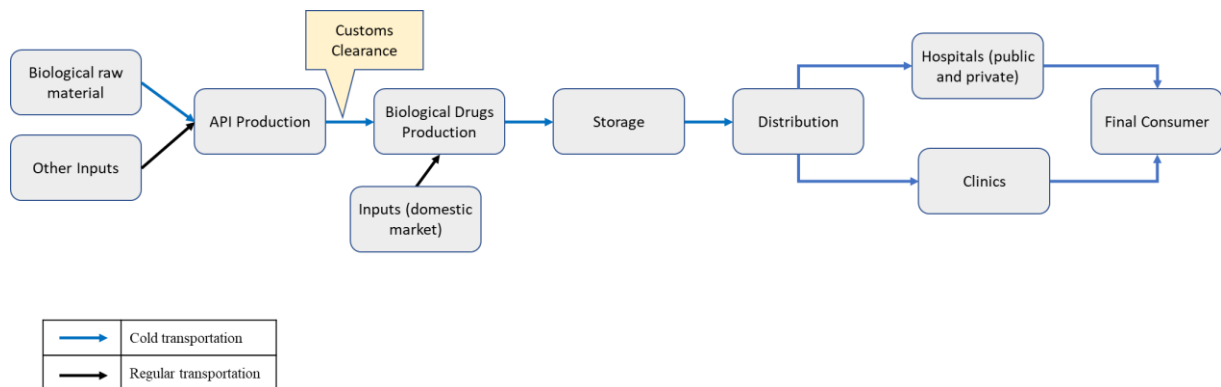 Customs
Clearance
Biological raw
material
Other Inputs
API Production
Biological Drugs
Production
Inputs (domestic
market)
Storage
Distribution
Hospitals (public
and private)
Clinics
Final Consumer
Cold transportation
Regular transportation